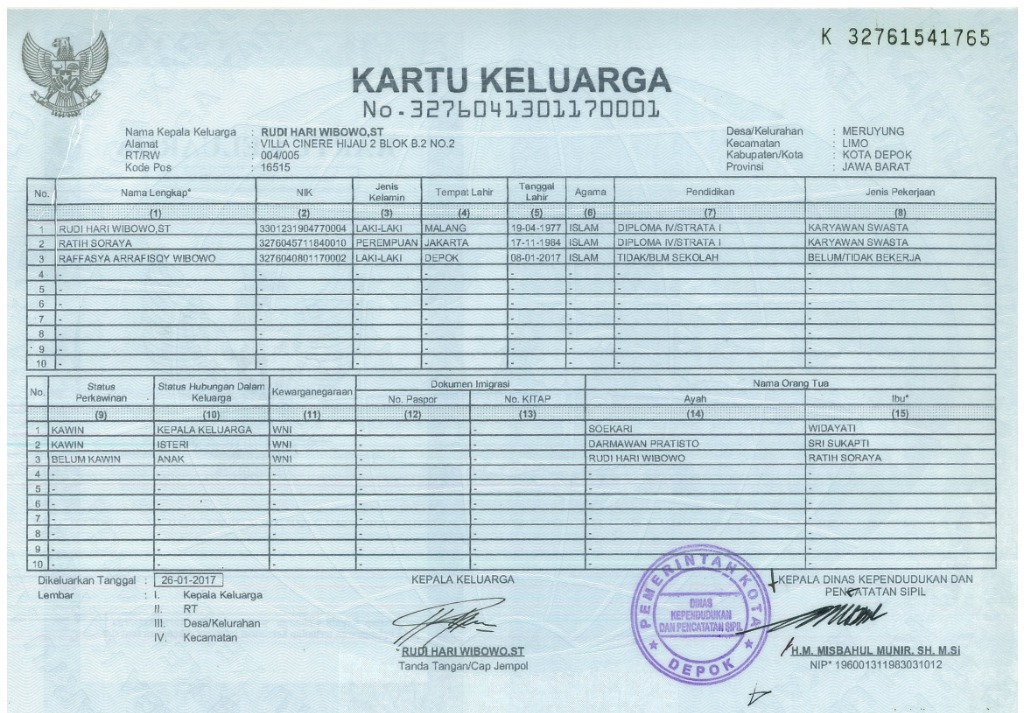 K 32761541765
KARTU KELUARGA
No.3276041301170001
Nama Kepala Keluarga : RUDI HARI WIBOWO,ST
Alamat : VILLA CINERE HIJAU 2 BLOK B.2 NO.2
RT/RW : 004/005
Kode Pos : 16515
Desa/Kelurahan : MERUYUNG
Kecamatan : LIMO
Kabupaten/Kota : KOTA DEPOK
Provinsi : JAWA BARAT
No. Nama Lengkap* NIK Jenis Kelamin Tempat Lahir Tanggal Lahir Agama Pendidikan Jenis Pekerjaan
(1) (2) (3) (4) (5) (6) (7) (8)
1 RUDI HARI WIBOWO,ST 3301231904770004 LAKI-LAKI MALANG 19-04-1977 ISLAM DIPLOMA IV/STRATA I KARYAWAN SWASTA
2 RATIH SORAYA 3276045711840010 PEREMPUAN JAKARTA 17-11-1984 ISLAM DIPLOMA IV/STRATA I KARYAWAN SWASTA
3 RAFFASYA ARRAFISQY WIBOWO 3276040801170002 LAKI-LAKI DEPOK 08-01-2017 ISLAM TIDAK/BLM SEKOLAH BELUM/TIDAK BEKERJA
4 - - - - - - - -
5 - - - - - - - -
6 - - - - - - - -
7 - - - - - - - -
8 - - - - - - - -
9 - - - - - - - -
10 - - - - - - - -
No. Status Perkawinan Status Hubungan Dalam Keluarga Kewarganegaraan Dokumen Imigrasi Nama Orang Tua
No. Paspor No. KITAP Ayah Ibu*
(9) (10) (11) (12) (13) (14) (15)
1 KAWIN KEPALA KELUARGA WNI - - SOEKARI WIDAYATI
2 KAWIN ISTERI WNI - - DARMAWAN PRATISTO SRI SUKAPTI
3 BELUM KAWIN ANAK WNI - - RUDI HARI WIBOWO RATIH SORAYA
4 - - - - - - -
5 - - - - - - -
6 - - - - - - -
7 - - - - - - -
8 - - - - - - -
9 - - - - - - -
10 - - - - - - -
Dikeluarkan Tanggal : 26-01-2017
Lembar : I. Kepala Keluarga
II. RT
III. Desa/Kelurahan
IV. Kecamatan
KEPALA KELUARGA
RUDI HARI WIBOWO.ST
Tanda Tangan/Cap Jempol
PEMERINTAH KOTA
DINAS
KEPENDUDUKAN
DAN PENCATATAN SIPIL
DEPOK
KEPALA DINAS KEPENDUDUKAN DAN
PENCATATAN SIPIL
H.M. MISBAHUL MUNIR, SH, M.Si
NIP* 196001311983031012